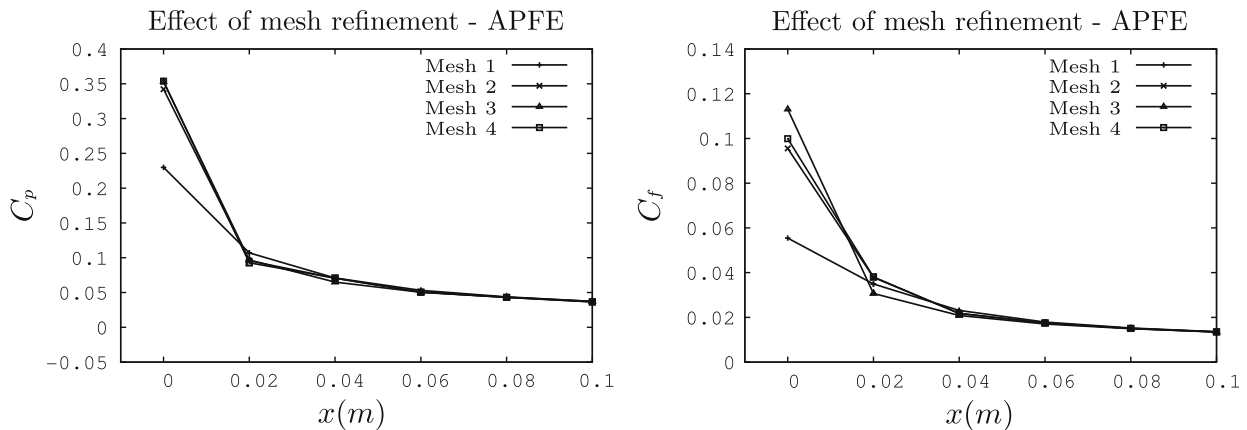 Effect of mesh refinement - APFE
0.4
0.35
0.3
0.25
0.2
0.15
0.1
0.05
0
-0.05
C_p
Mesh 1
Mesh 2
Mesh 3
Mesh 4
0 0.02 0.04 0.06 0.08 0.1
x(m)
Effect of mesh refinement - APFE
0.14
0.12
0.1
0.08
0.06
0.04
0.02
0
C_f
Mesh 1
Mesh 2
Mesh 3
Mesh 4
0 0.02 0.04 0.06 0.08 0.1
x(m)